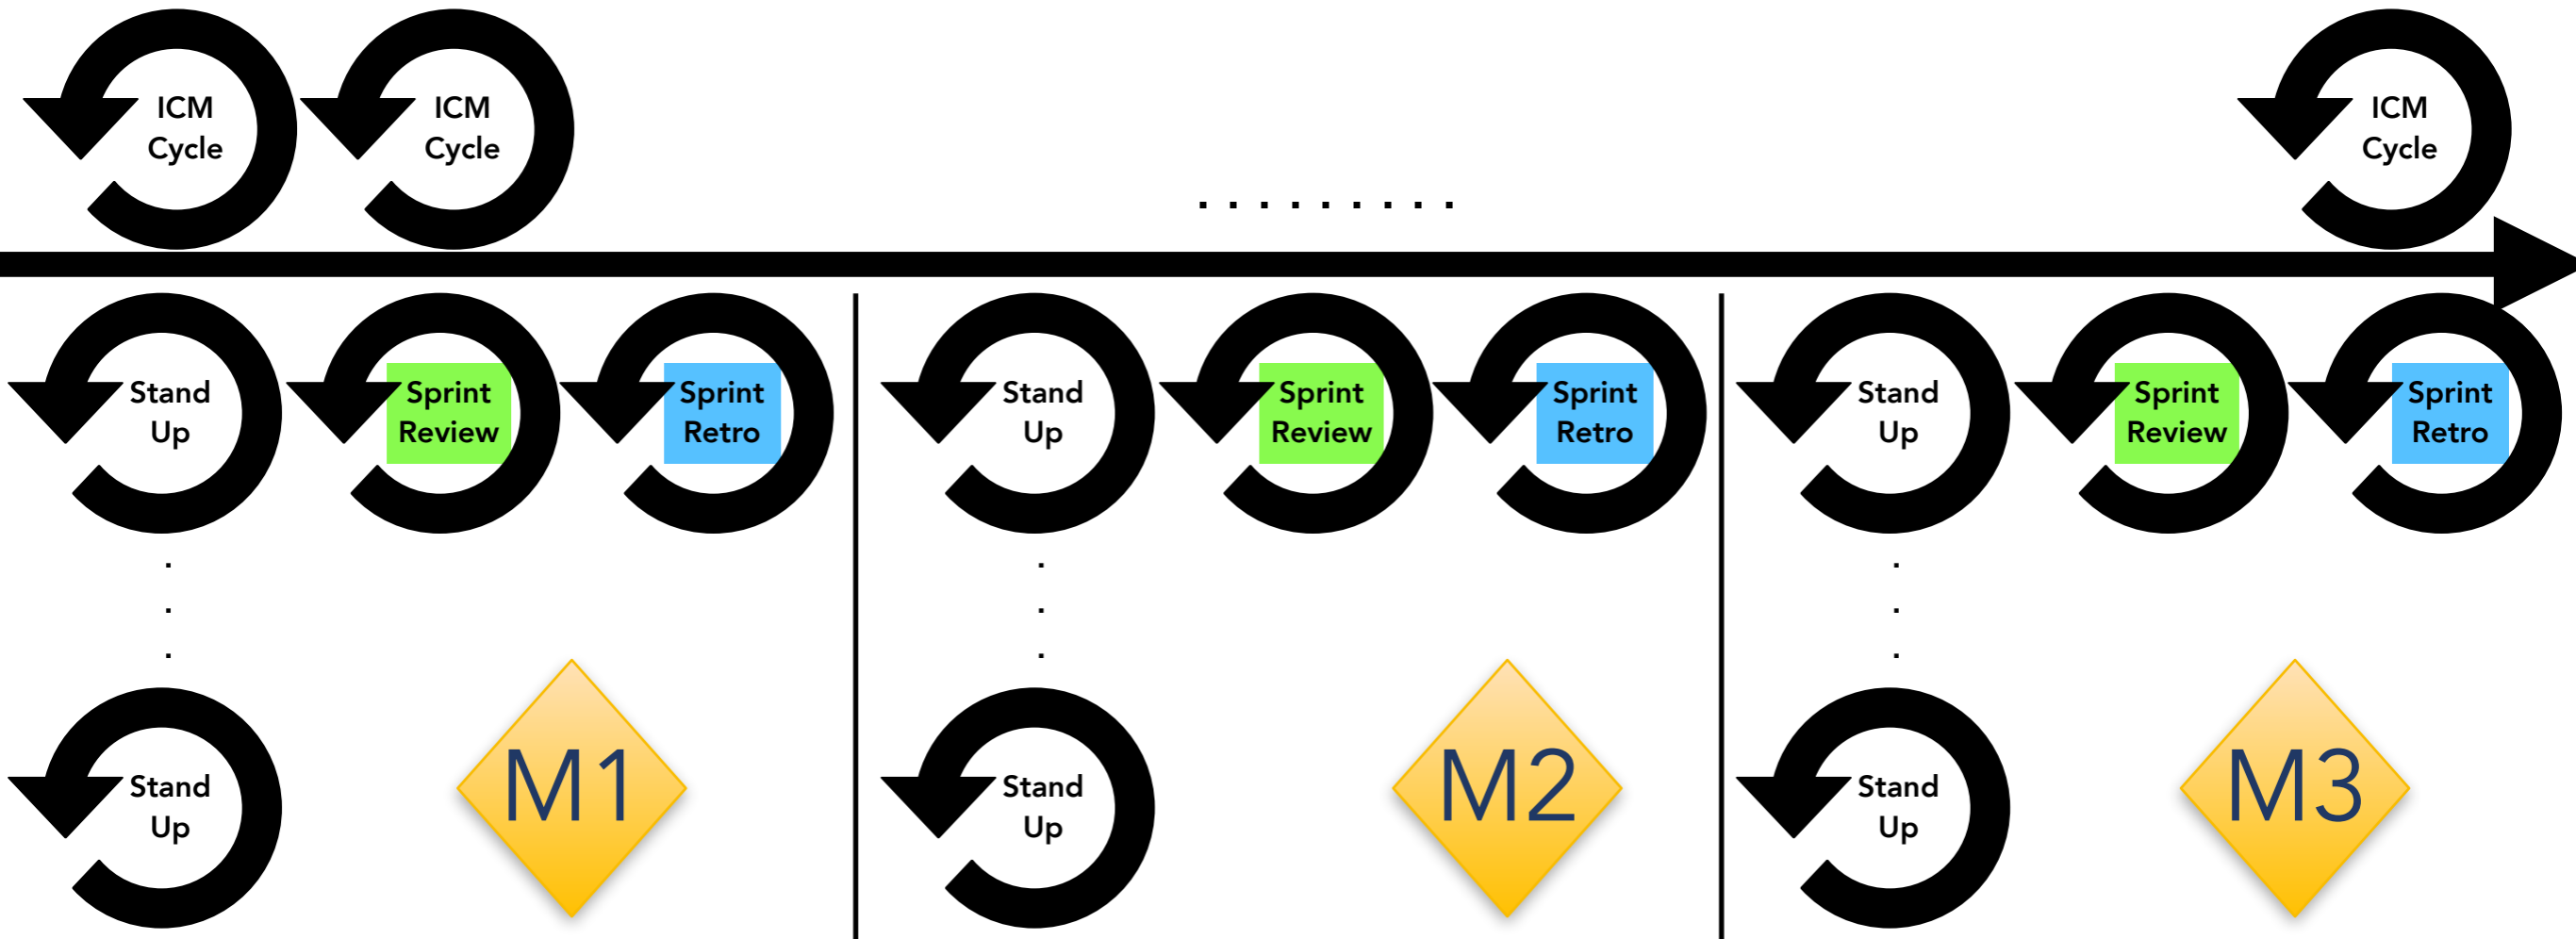 ICM
Cycle
ICM
Cycle
.........
ICM
Cycle
Stand
Up
Sprint
Review
Sprint
Retro
Stand
Up
Sprint
Review
Sprint
Retro
Stand
Up
Sprint
Review
Sprint
Retro
.
.
.
.
.
.
.
.
.
Stand
Up
M1
Stand
Up
M2
Stand
Up
M3